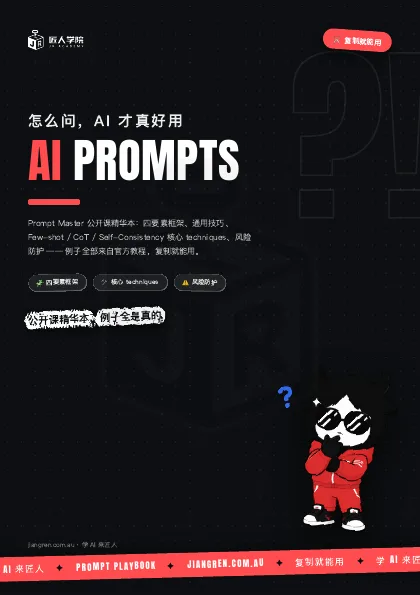 匠人学院
JR ACADEMY
复制就能用
?!
怎么问，AI 才真好用
AI PROMPTS
Prompt Master 公开课精华本：四要素框架、通用技巧、
Few-shot / CoT / Self-Consistency 核心 techniques、风险
防护 —— 例子全部来自官方教程，复制就能用。
四要素框架
核心 techniques
风险防护
公开课精华本，例子全是真的
?
jiangren.com.au · 学 AI 来匠人
AI 来匠人 ✦ PROMPT PLAYBOOK ✦ JIANGREN.COM.AU ✦ 复制就能用 ✦ 学 AI 来匠